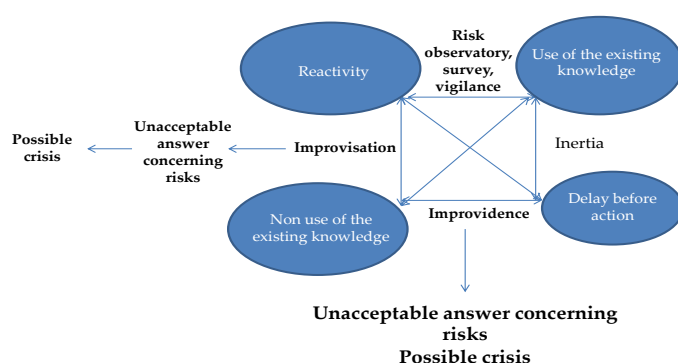 Risk
observatory,
survey,
vigilance
Reactivity
Use of the existing
knowledge
Possible
crisis
Unacceptable
answer
concerning
risks
Improvisation
Inertia
Non use of the
existing knowledge
Improvidence
Delay before
action
Unacceptable answer concerning
risks
Possible crisis